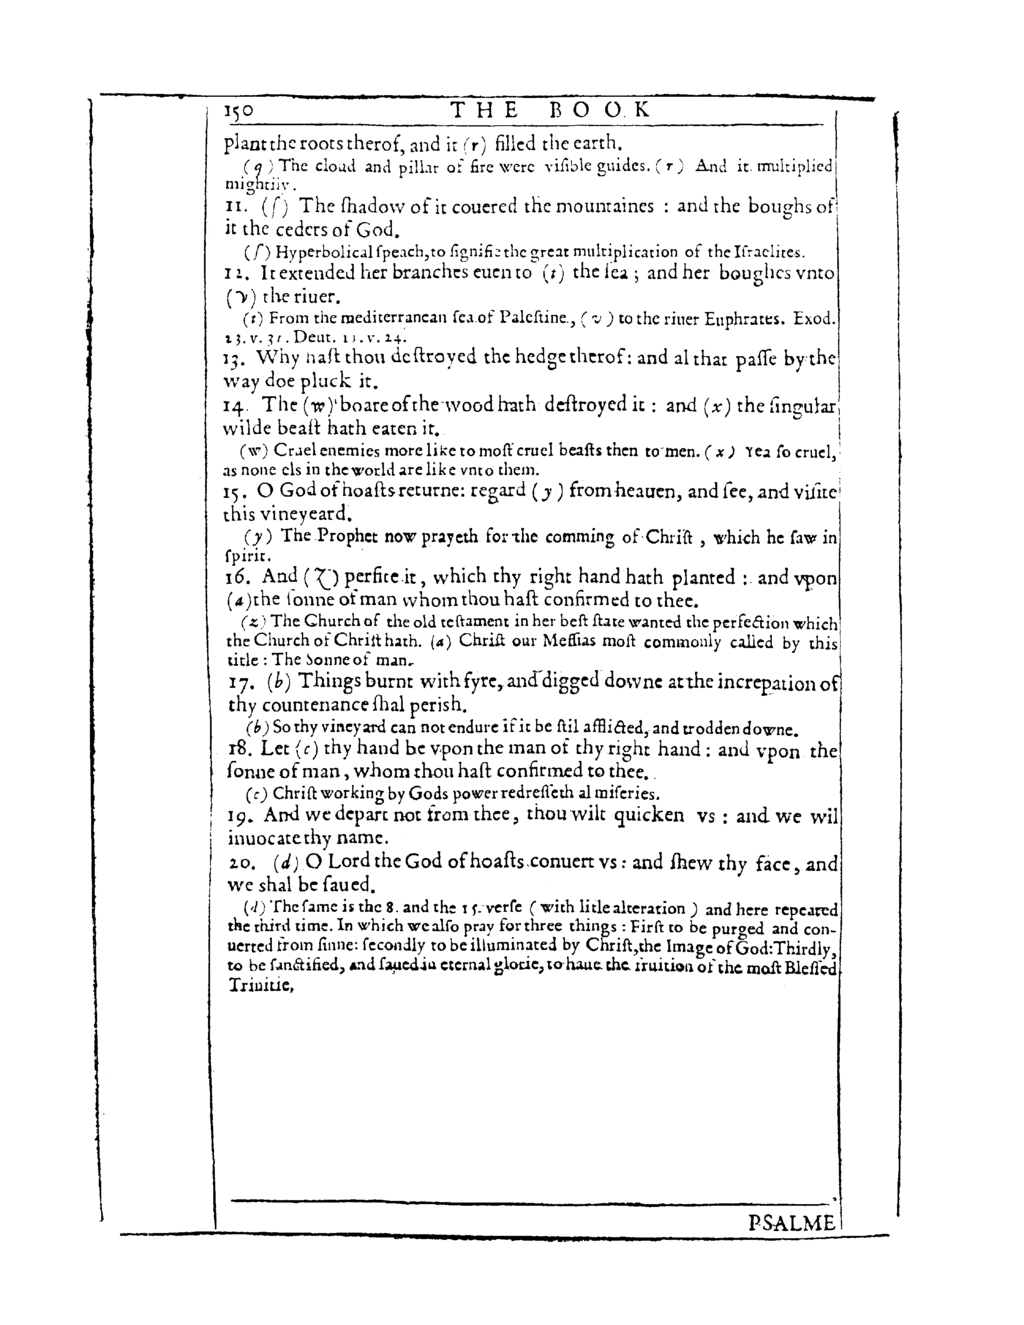 150 THE BOOK
plant the roots therof, and it (r) filled the earth.
(q) The cloud and pillar of fire were viſible guides. (r) And it multiplied
mightily.
11. (ſ) The ſhadow of it couered the mountaines : and the boughs of
it the ceders of God.
(ſ) Hyperbolical ſpeach, to ſignifie the great multiplication of the Iſraelites.
12. It extended her branches euen to (t) the ſea ; and her boughes vnto
(v) the riuer.
(t) From the mediterranean ſea of Paleſtine, (v) to the riuer Euphrates. Exod.
23. v. 31. Deut. 11. v. 24.
13. Why haſt thou deſtroyed the hedge therof: and al that paſſe by the
way doe pluck it.
14. The (w) boare of the wood hath deſtroyed it : and (x) the ſingular
wilde beaſt hath eaten it.
(w) Cruel enemies more like to moſt cruel beaſts then to men. (x) Yea ſo cruel,
as none els in the world are like vnto them.
15. O God of hoaſts returne: regard (y) from heauen, and ſee, and viſite
this vineyeard.
(y) The Prophet now prayeth for the comming of Chriſt, which he ſaw in
ſpirit.
16. And (z) perfite it, which thy right hand hath planted : and vpon
(a) the ſonne of man whom thou haſt confirmed to thee.
(z) The Church of the old teſtament in her beſt ſtate wanted the perfection which
the Church of Chriſt hath. (a) Chriſt our Meſſias moſt commonly called by this
title : The Sonne of man.
17. (b) Things burnt with fyre, and digged downe at the increpation of
thy countenance ſhal perish.
(b) So thy vineyard can not endure if it be ſtil afflicted, and trodden downe.
18. Let (c) thy hand be vpon the man of thy right hand : and vpon the
ſonne of man, whom thou haſt confirmed to thee.
(c) Chriſt working by Gods power redreſſeth al miſeries.
19. And we depart not from thee, thou wilt quicken vs : and we wil
inuocate thy name.
20. (d) O Lord the God of hoaſts conuert vs : and ſhew thy face, and
we shal be ſaued.
(d) The ſame is the 8. and the 15. verſe ( with litle alteration ) and here repeated
the third time. In which we alſo pray for three things : Firſt to be purged and con-
uerted from ſinne: ſecondly to be illuminated by Chriſt, the Image of God: Thirdly,
to be ſanctified, and ſaued in eternal glorie, to haue the fruition of the moſt Bleſſed
Trinitie,
PSALME